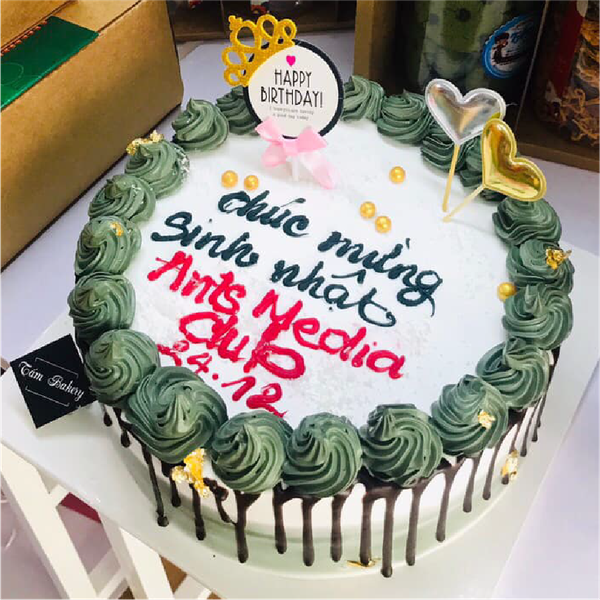 HAPPY
BIRTHDAY!
chúc mừng
sinh nhật
Ants Media
Club
24.12
Tâm Bakery